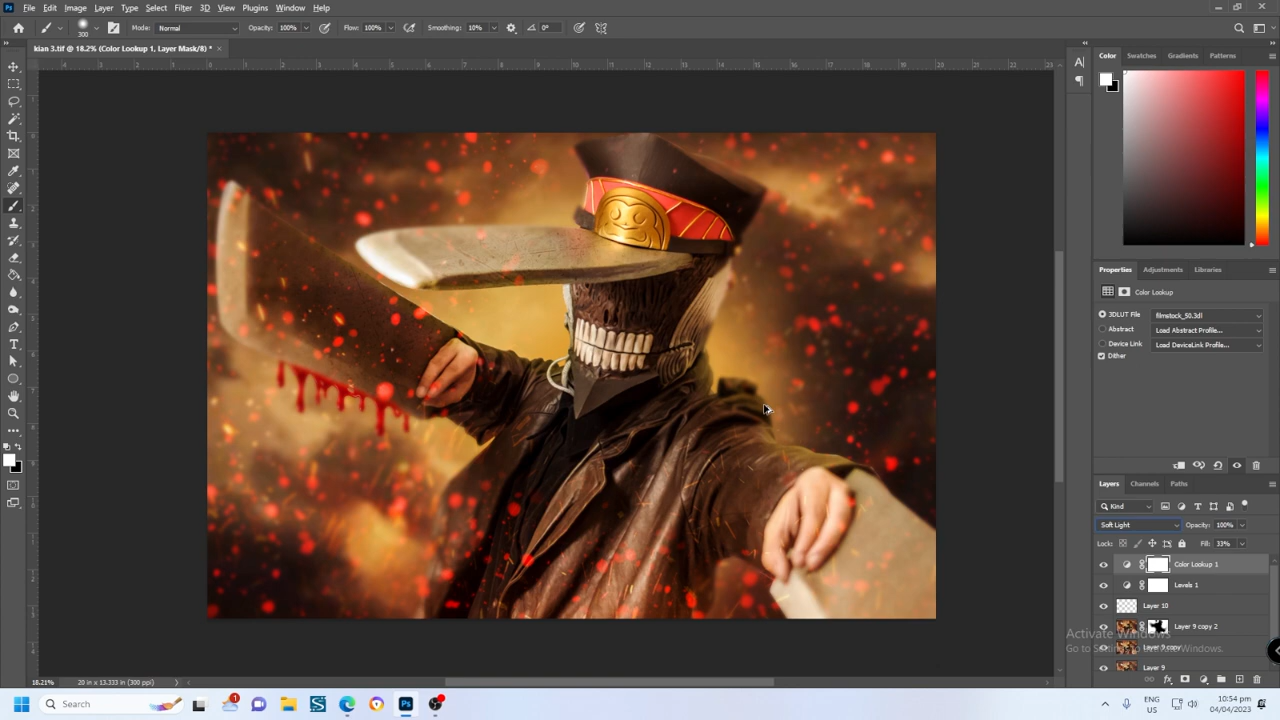 File Edit Image Layer Type Select Filter 3D View Plugins Window Help
300 Mode: Normal Opacity: 100% Flow: 100% Smoothing: 10% 0°
kian 3.tif @ 18.2% (Color Lookup 1, Layer Mask/8) *
Color Swatches Gradients Patterns
Properties Adjustments Libraries
Color Lookup
3DLUT File filmstock_50.3dl
Abstract Load Abstract Profile...
Device Link Load DeviceLink Profile...
Dither
Layers Channels Paths
Kind
Soft Light Opacity: 100%
Lock: Fill: 33%
Color Lookup 1
Levels 1
Layer 10
Layer 9 copy 2
Activate Windows
Layer 9 copy
Go to Settings to activate Windows.
Layer 9
18.21% 20 in x 13.333 in (300 ppi)
Search
1
ENG
US
10:54 pm
04/04/2023